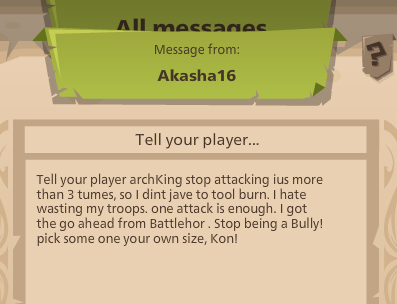 All messages
Message from:
Akasha16
Tell your player...
Tell your player archKing stop attacking ius more
than 3 tumes, so I dint jave to tool burn. I hate
wasting my troops. one attack is enough. I got
the go ahead from Battlehor . Stop being a Bully!
pick some one your own size, Kon!